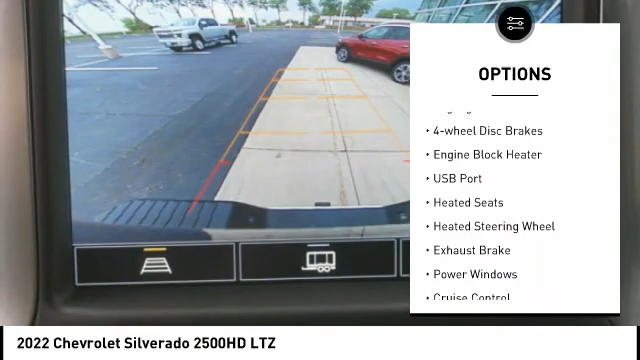 OPTIONS
‣ 4-wheel Disc Brakes
‣ Engine Block Heater
‣ USB Port
‣ Heated Seats
‣ Heated Steering Wheel
‣ Exhaust Brake
‣ Power Windows
‣ Cruise Control
2022 Chevrolet Silverado 2500HD LTZ